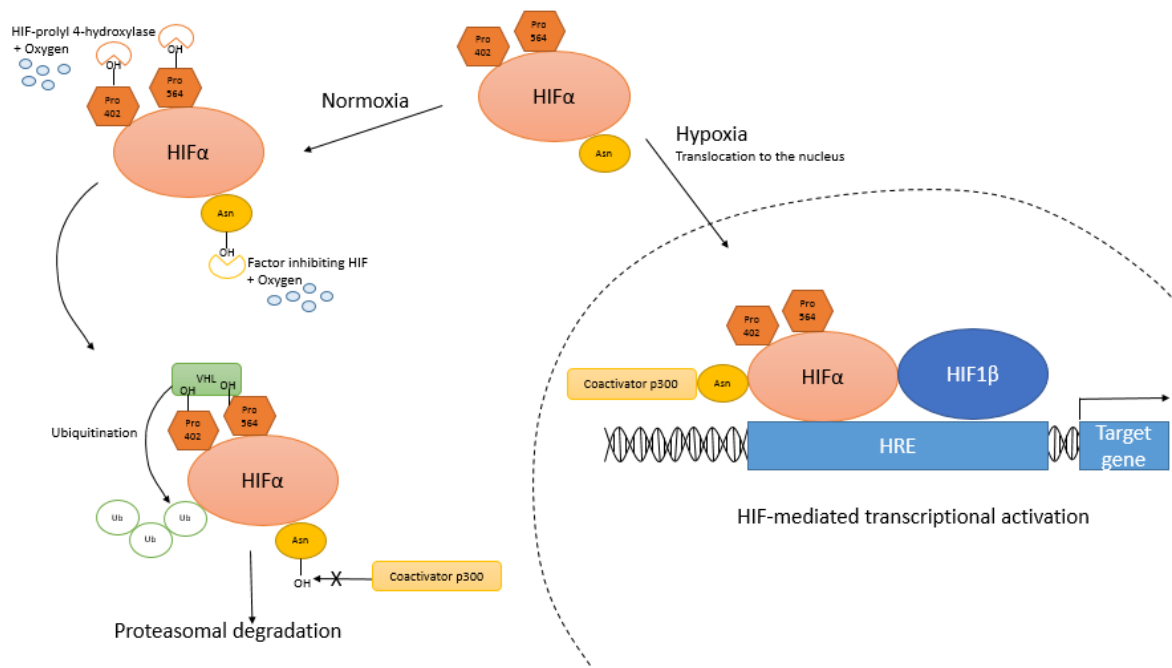 HIF-prolyl 4-hydroxylase
+ Oxygen
OH
OH
Pro
402
Pro
564
HIFα
Asn
OH
Factor inhibiting HIF
+ Oxygen
Normoxia
Pro
402
Pro
564
HIFα
Asn
Hypoxia
Translocation to the nucleus
VHL
OH
OH
Pro
402
Pro
564
Ubiquitination
HIFα
Ub
Ub
Ub
Asn
OH
X
Coactivator p300
Proteasomal degradation
Pro
402
Pro
564
Coactivator p300
Asn
HIFα
HIF1β
HRE
Target
gene
HIF-mediated transcriptional activation